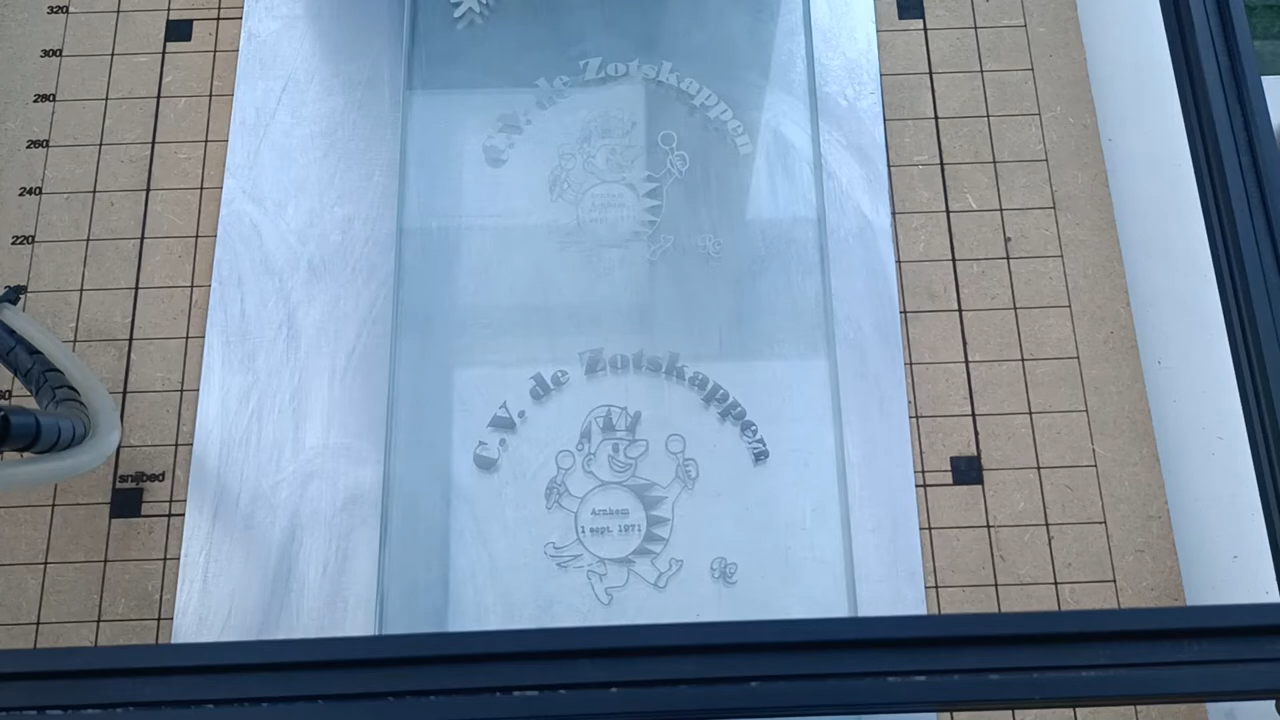 320
300
280
260
240
220
C.V. de Zotskappen
C.V. de Zotskappen
Arnhem
1 sept. 1971
snijbed